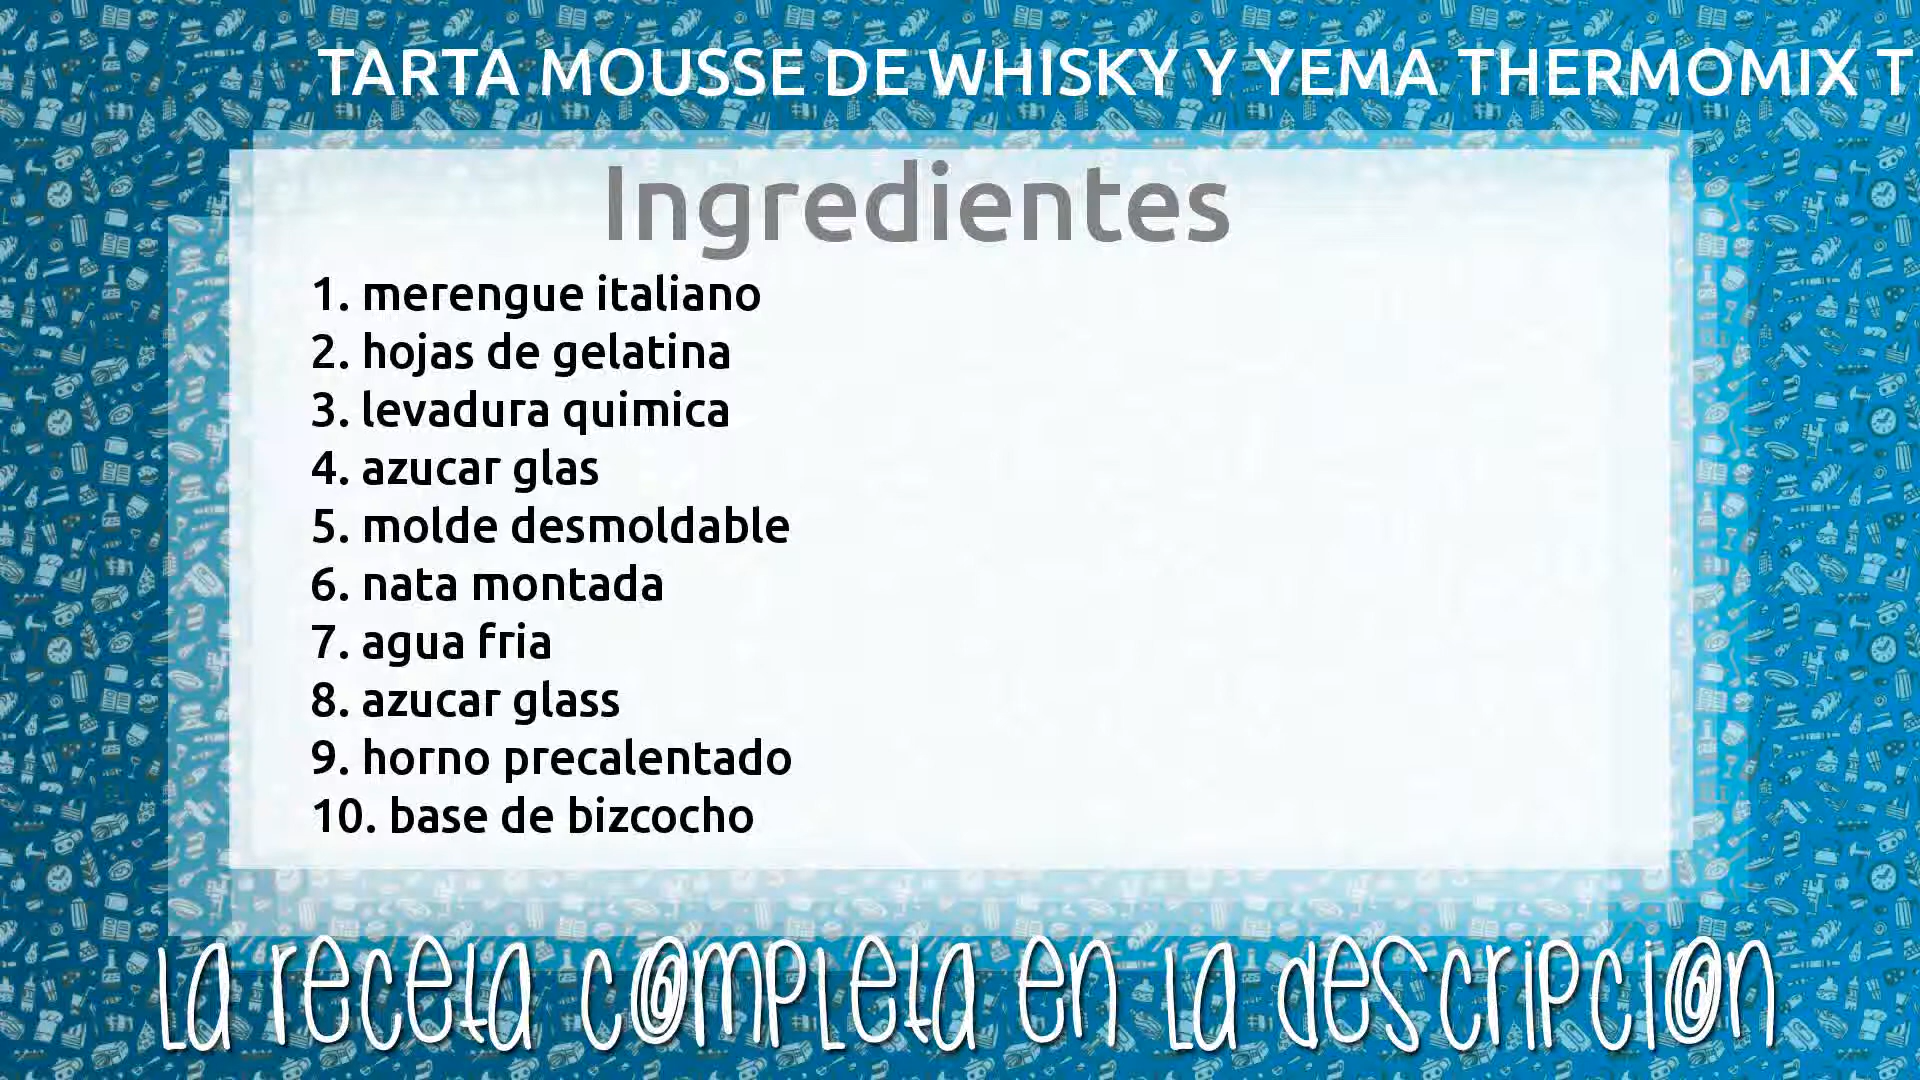 TARTA MOUSSE DE WHISKY Y YEMA THERMOMIX T
Ingredientes
1. merengue italiano
2. hojas de gelatina
3. levadura quimica
4. azucar glas
5. molde desmoldable
6. nata montada
7. agua fria
8. azucar glass
9. horno precalentado
10. base de bizcocho
La receta completa en la descripcion